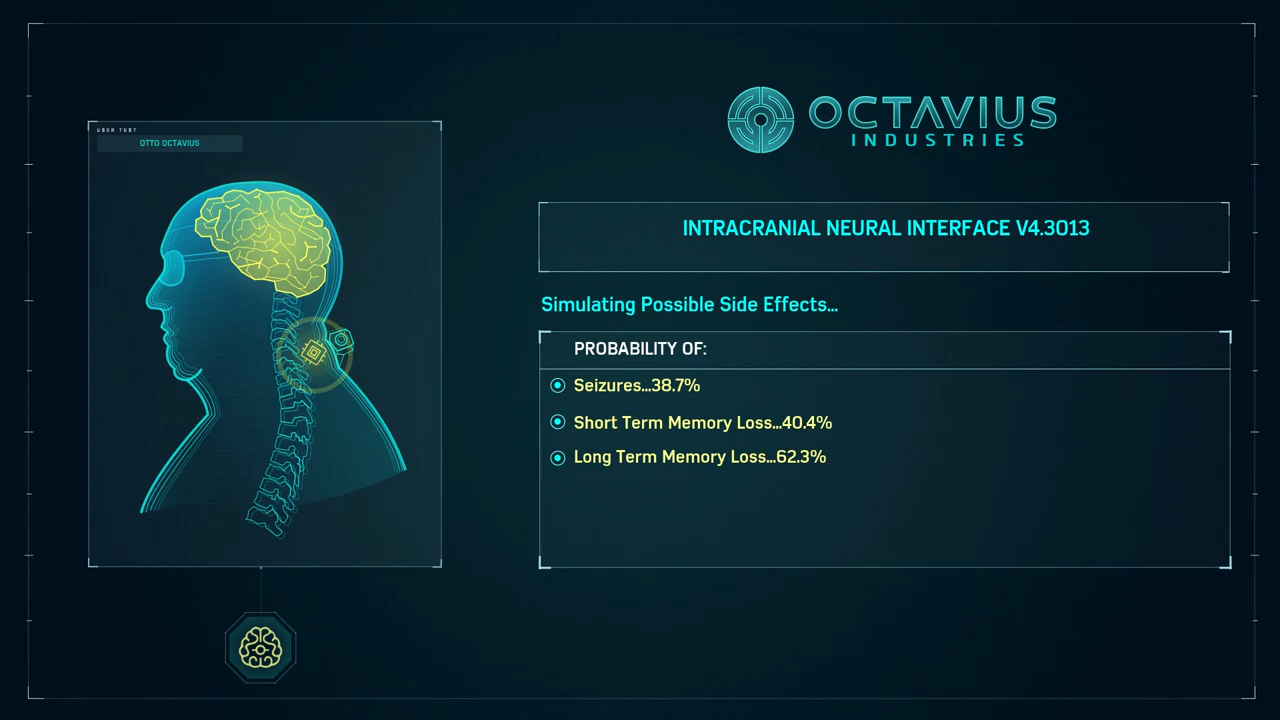 USER TEST
OTTO OCTAVIUS
OCTAVIUS
INDUSTRIES
INTRACRANIAL NEURAL INTERFACE V4.3013
Simulating Possible Side Effects...
PROBABILITY OF:
Seizures...38.7%
Short Term Memory Loss...40.4%
Long Term Memory Loss...62.3%